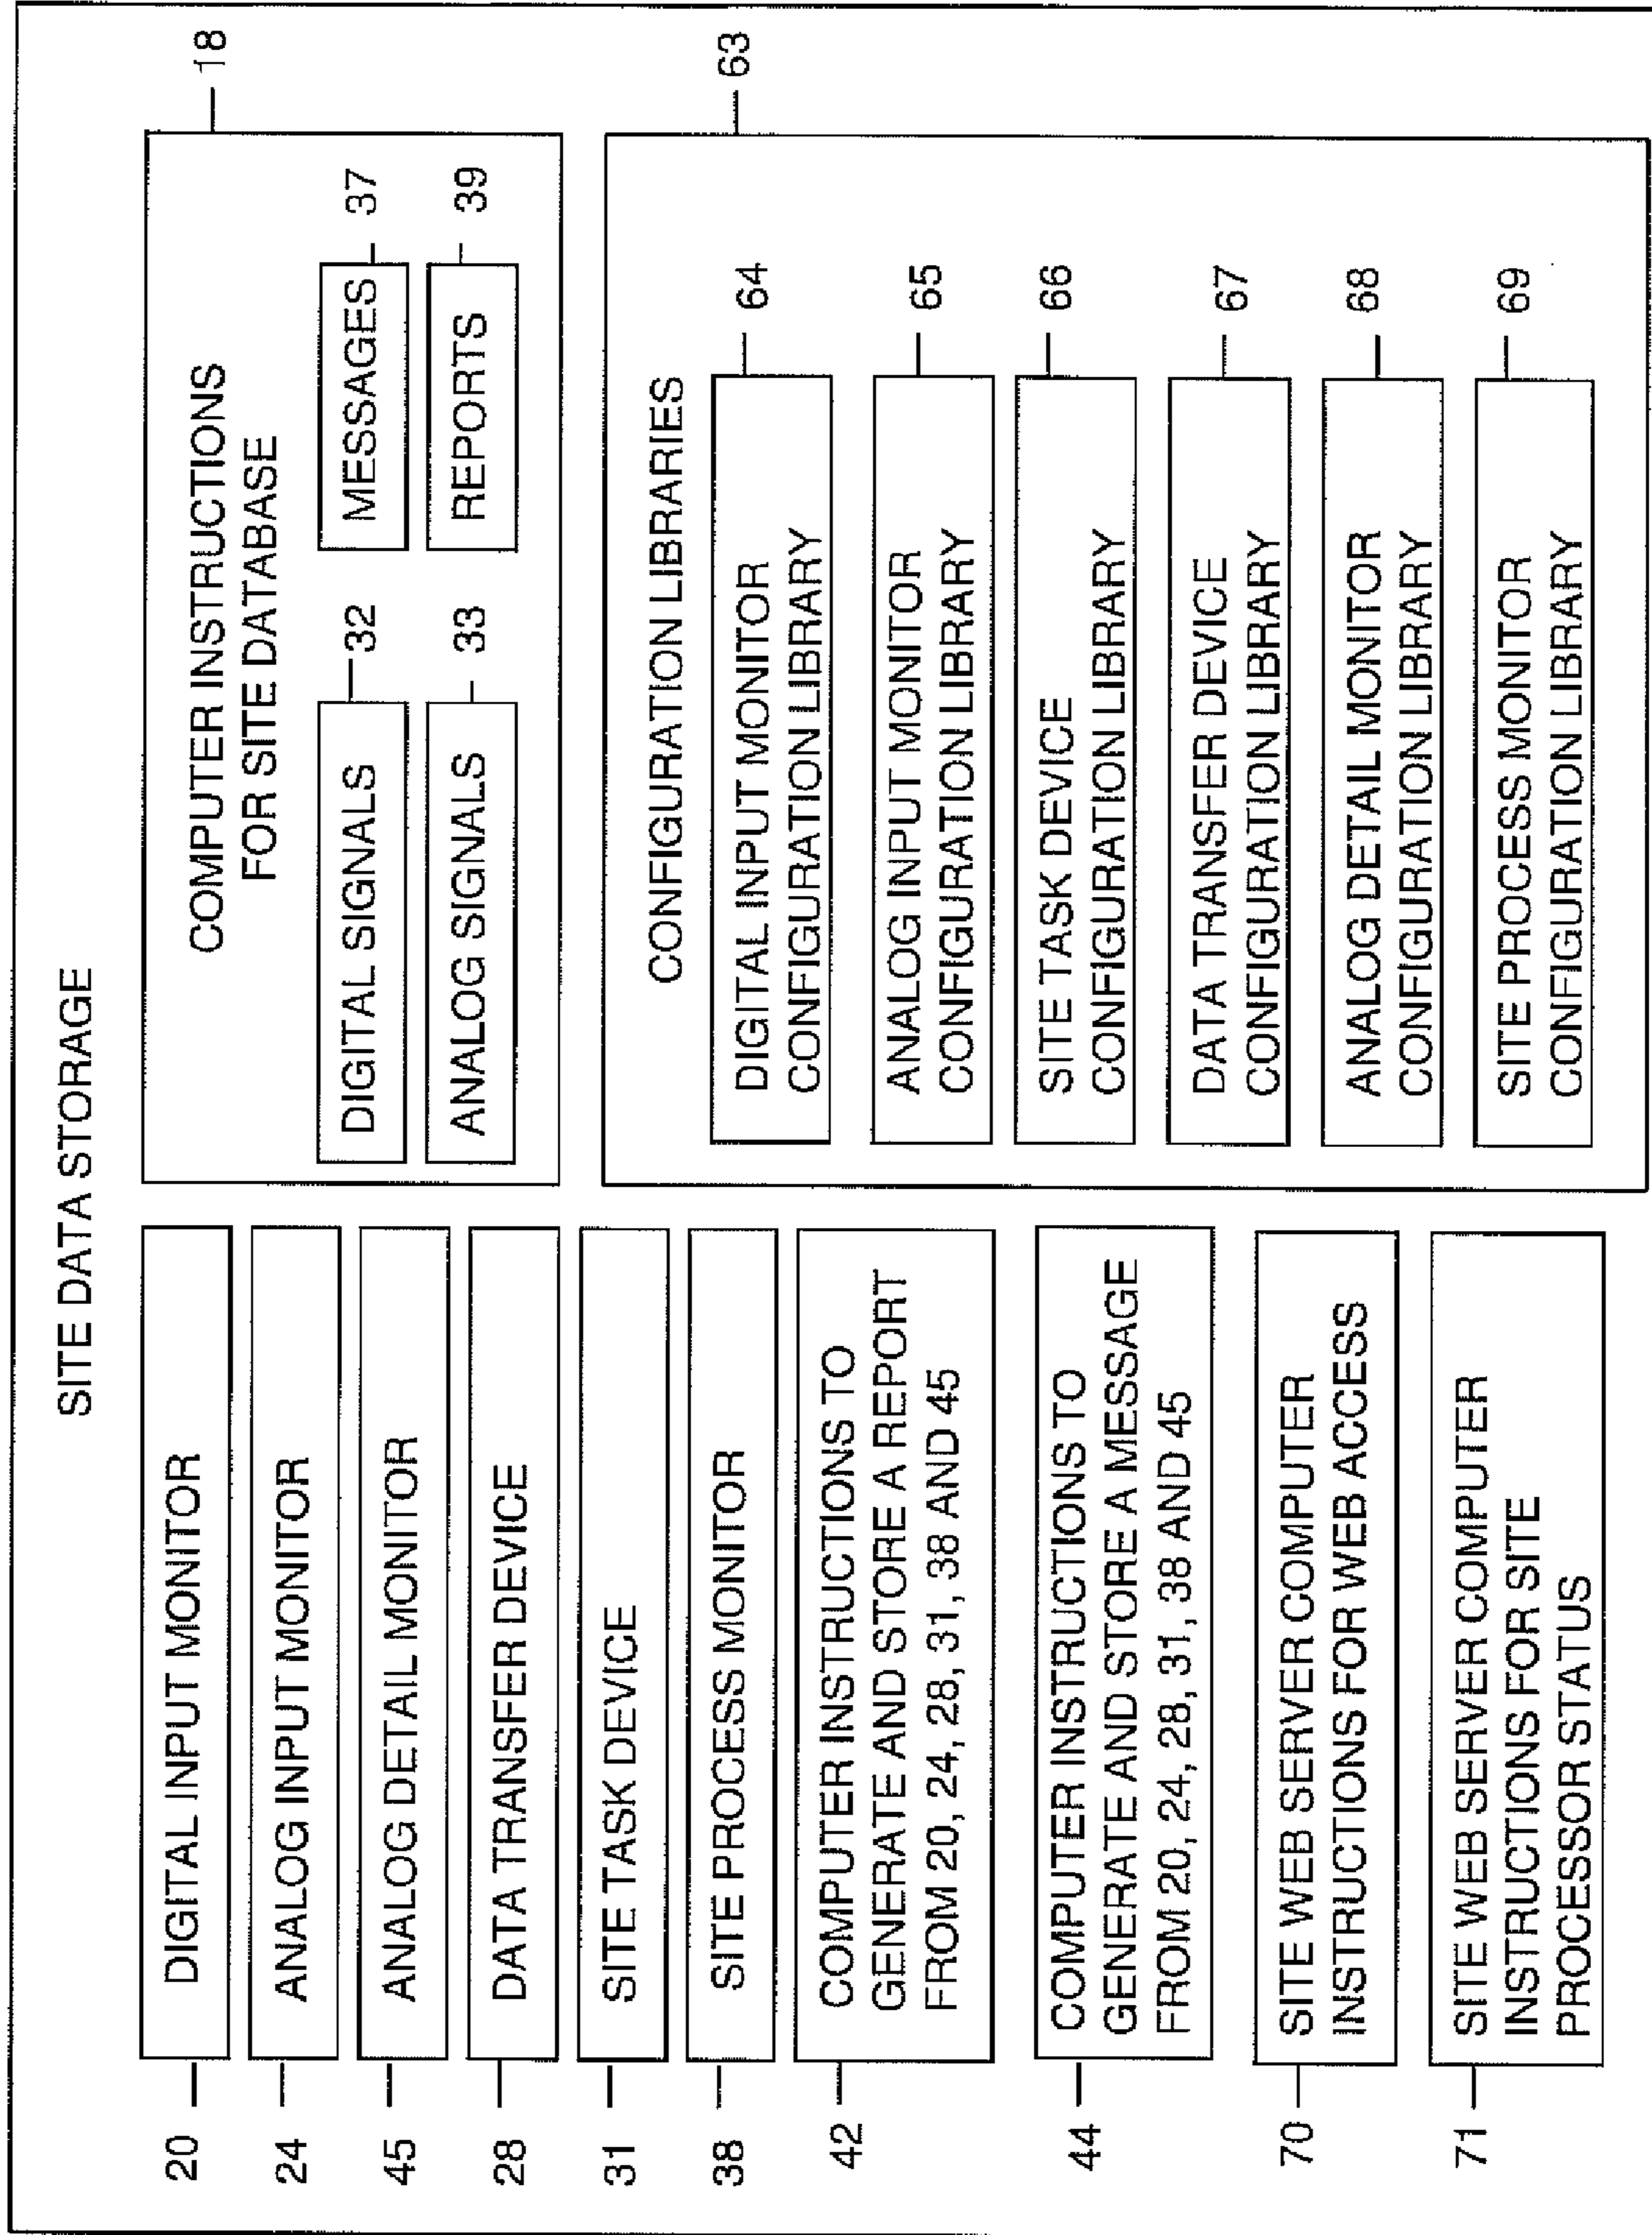 SITE DATA STORAGE
20
DIGITAL INPUT MONITOR
24
ANALOG INPUT MONITOR
45
ANALOG DETAIL MONITOR
28
DATA TRANSFER DEVICE
31
SITE TASK DEVICE
38
SITE PROCESS MONITOR
42
COMPUTER INSTRUCTIONS TO
GENERATE AND STORE A REPORT
FROM 20, 24, 28, 31, 38 AND 45
44
COMPUTER INSTRUCTIONS TO
GENERATE AND STORE A MESSAGE
FROM 20, 24, 28, 31, 38 AND 45
70
SITE WEB SERVER COMPUTER
INSTRUCTIONS FOR WEB ACCESS
71
SITE WEB SERVER COMPUTER
INSTRUCTIONS FOR SITE
PROCESSOR STATUS
COMPUTER INSTRUCTIONS
FOR SITE DATABASE
18
DIGITAL SIGNALS
32
MESSAGES
37
ANALOG SIGNALS
33
REPORTS
39
CONFIGURATION LIBRARIES
63
DIGITAL INPUT MONITOR
CONFIGURATION LIBRARY
64
ANALOG INPUT MONITOR
CONFIGURATION LIBRARY
65
SITE TASK DEVICE
CONFIGURATION LIBRARY
66
DATA TRANSFER DEVICE
CONFIGURATION LIBRARY
67
ANALOG DETAIL MONITOR
CONFIGURATION LIBRARY
68
SITE PROCESS MONITOR
CONFIGURATION LIBRARY
69